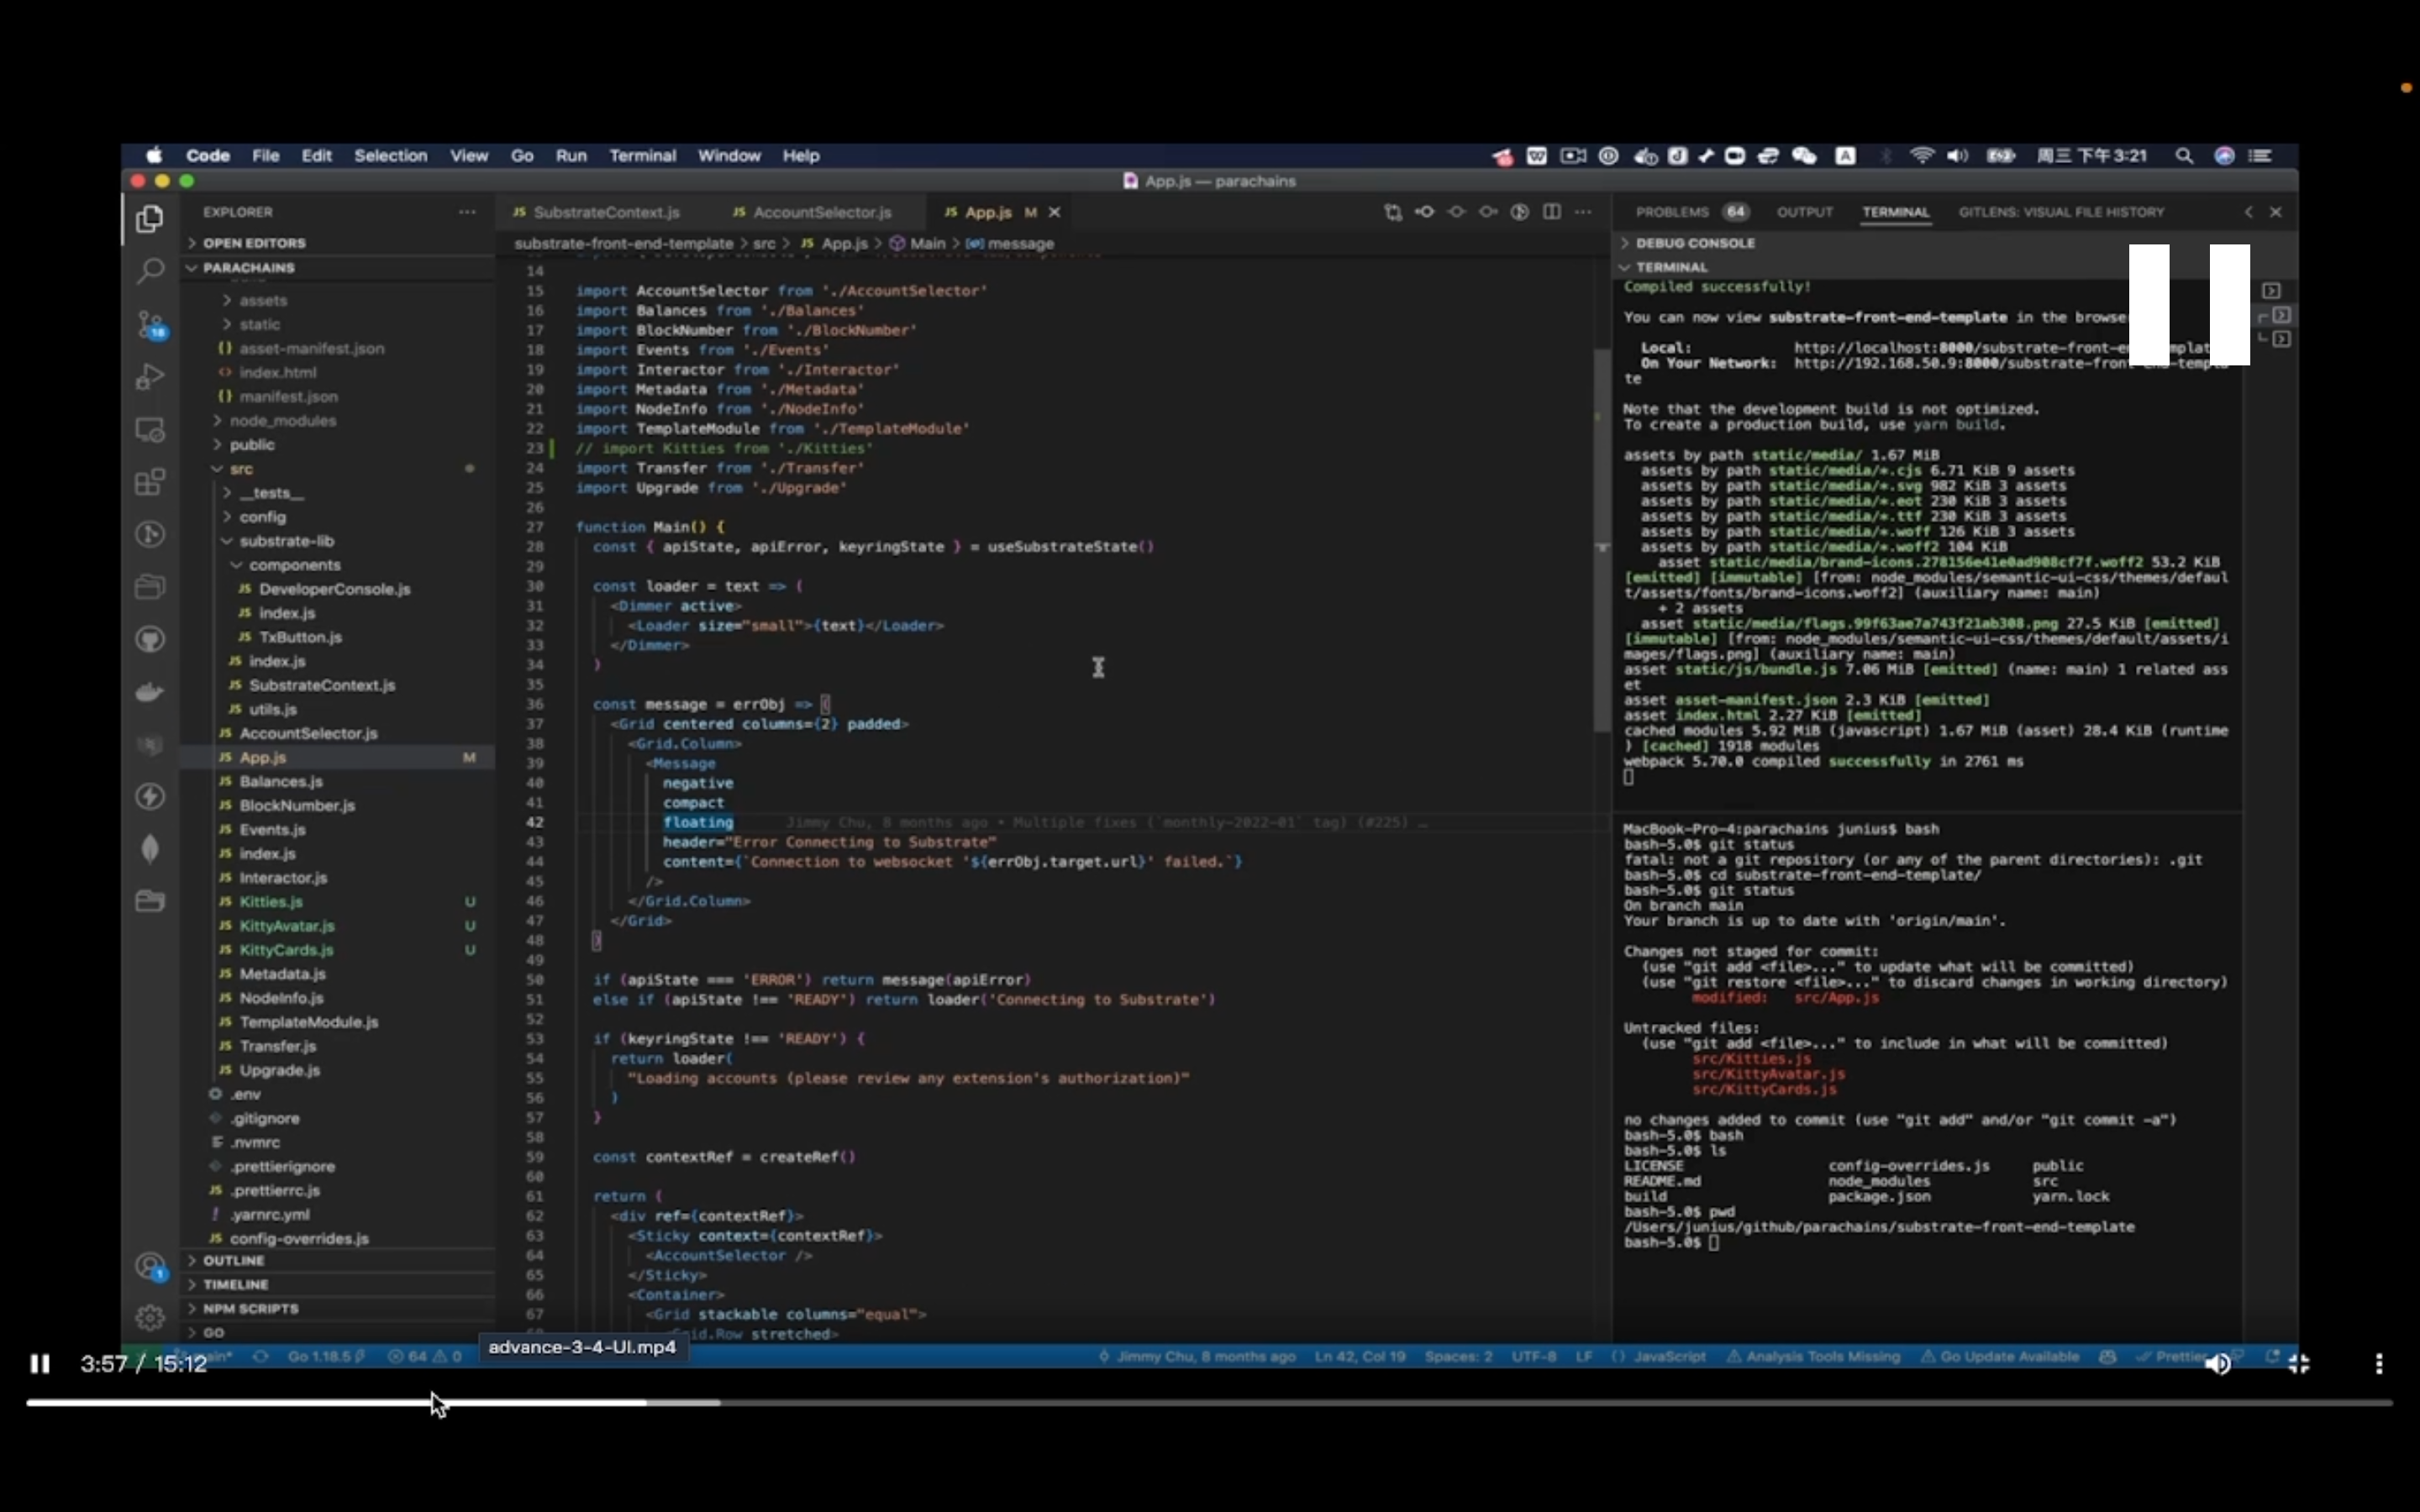 Code File Edit Selection View Go Run Terminal Window Help
周三下午3:21
App.js — parachains
EXPLORER
OPEN EDITORS
PARACHAINS
assets
static
asset-manifest.json
index.html
manifest.json
node_modules
public
src
__tests__
config
substrate-lib
components
DeveloperConsole.js
index.js
TxButton.js
index.js
SubstrateContext.js
utils.js
AccountSelector.js
App.js M
Balances.js
BlockNumber.js
Events.js
index.js
Interactor.js
Kitties.js U
KittyAvatar.js U
KittyCards.js U
Metadata.js
NodeInfo.js
TemplateModule.js
Transfer.js
Upgrade.js
.env
.gitignore
.nvmrc
.prettierignore
.prettierrc.js
.yarnrc.yml
config-overrides.js
OUTLINE
TIMELINE
NPM SCRIPTS
GO
SubstrateContext.js AccountSelector.js App.js M
substrate-front-end-template > src > App.js > Main > message
14
15 import AccountSelector from './AccountSelector'
16 import Balances from './Balances'
17 import BlockNumber from './BlockNumber'
18 import Events from './Events'
19 import Interactor from './Interactor'
20 import Metadata from './Metadata'
21 import NodeInfo from './NodeInfo'
22 import TemplateModule from './TemplateModule'
23 // import Kitties from './Kitties'
24 import Transfer from './Transfer'
25 import Upgrade from './Upgrade'
26
27 function Main() {
28 const { apiState, apiError, keyringState } = useSubstrateState()
29
30 const loader = text => (
31 <Dimmer active>
32 <Loader size="small">{text}</Loader>
33 </Dimmer>
34 )
35
36 const message = errObj => (
37 <Grid centered columns={2} padded>
38 <Grid.Column>
39 <Message
40 negative
41 compact
42 floating Jimmy Chu, 8 months ago • Multiple fixes (`monthly-2022-01` tag) (#225) …
43 header="Error Connecting to Substrate"
44 content={`Connection to websocket '${errObj.target.url}' failed.`}
45 />
46 </Grid.Column>
47 </Grid>
48 )
49
50 if (apiState === 'ERROR') return message(apiError)
51 else if (apiState !== 'READY') return loader('Connecting to Substrate')
52
53 if (keyringState !== 'READY') {
54 return loader(
55 "Loading accounts (please review any extension's authorization)"
56 )
57 }
58
59 const contextRef = createRef()
60
61 return (
62 <div ref={contextRef}>
63 <Sticky context={contextRef}>
64 <AccountSelector />
65 </Sticky>
66 <Container>
67 <Grid stackable columns="equal">
Grid.Row stretched>
PROBLEMS 64 OUTPUT TERMINAL GITLENS: VISUAL FILE HISTORY
DEBUG CONSOLE
TERMINAL
Compiled successfully!
You can now view substrate-front-end-template in the browse
Local: http://localhost:8000/substrate-front-e
On Your Network: http://192.168.50.9:8000/substrate-front-end-templa
te
Note that the development build is not optimized.
To create a production build, use yarn build.
assets by path static/media/ 1.67 MiB
assets by path static/media/*.cjs 6.71 KiB 9 assets
assets by path static/media/*.svg 982 KiB 3 assets
assets by path static/media/*.eot 230 KiB 3 assets
assets by path static/media/*.ttf 230 KiB 3 assets
assets by path static/media/*.woff 126 KiB 3 assets
assets by path static/media/*.woff2 104 KiB
asset static/media/brand-icons.278156e41e0ad908cf7f.woff2 53.2 KiB
[emitted] [immutable] [from: node_modules/semantic-ui-css/themes/defaul
t/assets/fonts/brand-icons.woff2] (auxiliary name: main)
+ 2 assets
asset static/media/flags.99f63ae7a743f21ab308.png 27.5 KiB [emitted]
[immutable] [from: node_modules/semantic-ui-css/themes/default/assets/i
mages/flags.png] (auxiliary name: main)
asset static/js/bundle.js 7.06 MiB [emitted] (name: main) 1 related ass
et
asset asset-manifest.json 2.3 KiB [emitted]
asset index.html 2.27 KiB [emitted]
cached modules 5.92 MiB (javascript) 1.67 MiB (asset) 28.4 KiB (runtime
) [cached] 1918 modules
webpack 5.70.0 compiled successfully in 2761 ms
MacBook-Pro-4:parachains junius$ bash
bash-5.0$ git status
fatal: not a git repository (or any of the parent directories): .git
bash-5.0$ cd substrate-front-end-template/
bash-5.0$ git status
On branch main
Your branch is up to date with 'origin/main'.
Changes not staged for commit:
(use "git add <file>..." to update what will be committed)
(use "git restore <file>..." to discard changes in working directory)
modified: src/App.js
Untracked files:
(use "git add <file>..." to include in what will be committed)
src/Kitties.js
src/KittyAvatar.js
src/KittyCards.js
no changes added to commit (use "git add" and/or "git commit -a")
bash-5.0$ bash
bash-5.0$ ls
LICENSE config-overrides.js public
README.md node_modules src
build package.json yarn.lock
bash-5.0$ pwd
/Users/junius/github/parachains/substrate-front-end-template
bash-5.0$
advance-3-4-UI.mp4
3:57 / 15:12
Go 1.18.5 64 0
Jimmy Chu, 8 months ago Ln 42, Col 19 Spaces: 2 UTF-8 LF JavaScript Analysis Tools Missing Go Update Available Prettier